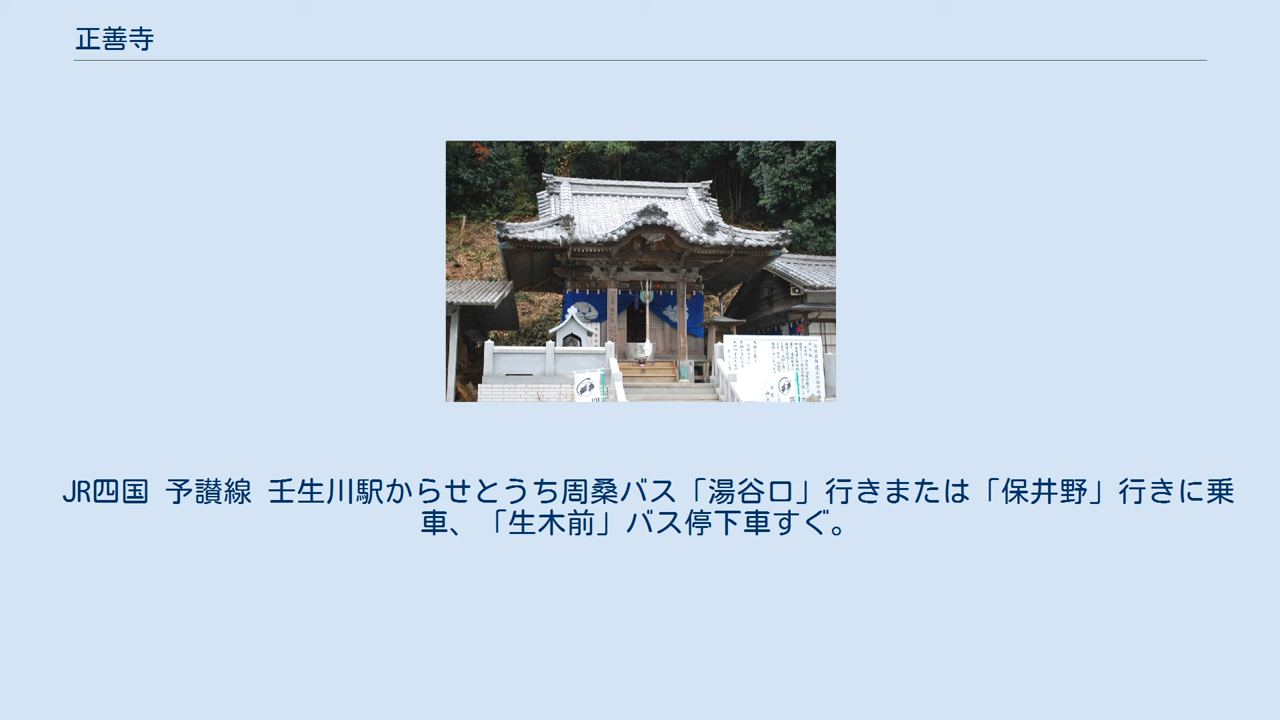 正善寺
JR四国 予讃線 壬生川駅からせとうち周桑バス「湯谷口」行きまたは「保井野」行きに乗
車、「生木前」バス停下車すぐ。